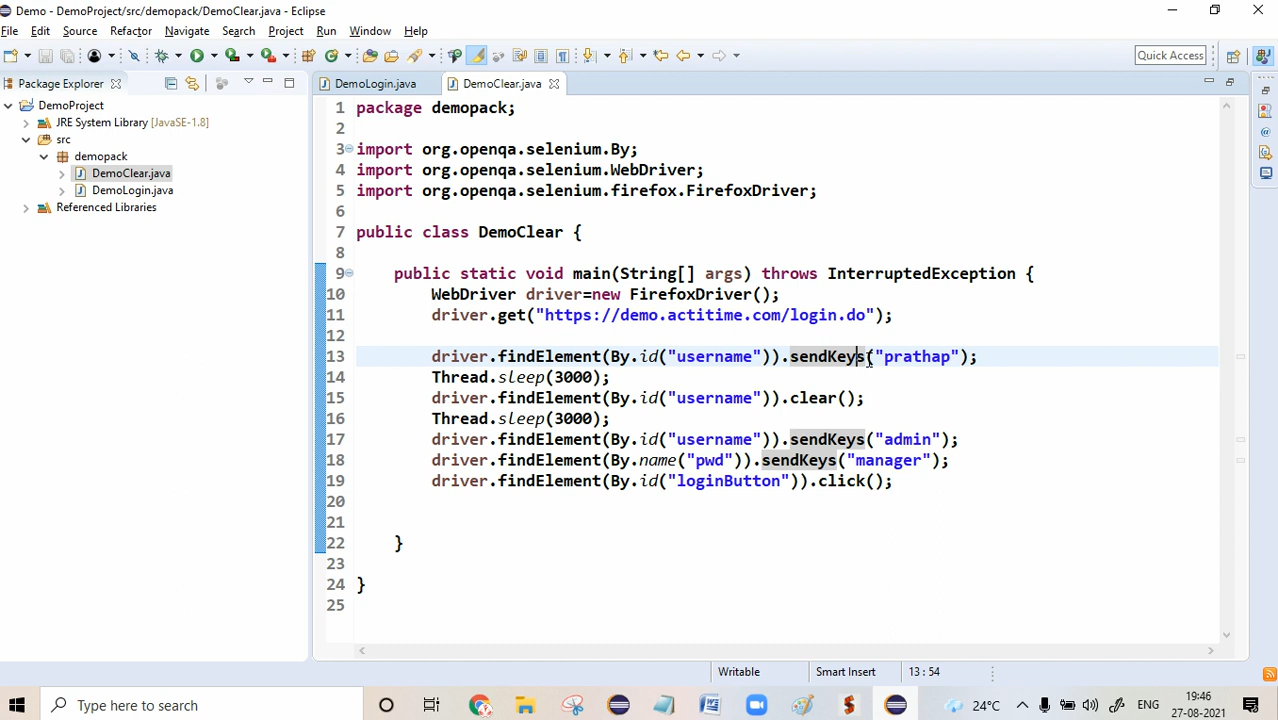 Demo - DemoProject/src/demopack/DemoClear.java - Eclipse
File Edit Source Refactor Navigate Search Project Run Window Help
Quick Access
Package Explorer
DemoProject
JRE System Library [JavaSE-1.8]
src
demopack
DemoClear.java
DemoLogin.java
Referenced Libraries
DemoLogin.java DemoClear.java
1 package demopack;
2
3 import org.openqa.selenium.By;
4 import org.openqa.selenium.WebDriver;
5 import org.openqa.selenium.firefox.FirefoxDriver;
6
7 public class DemoClear {
8
9 public static void main(String[] args) throws InterruptedException {
10 WebDriver driver=new FirefoxDriver();
11 driver.get("https://demo.actitime.com/login.do");
12
13 driver.findElement(By.id("username")).sendKeys("prathap");
14 Thread.sleep(3000);
15 driver.findElement(By.id("username")).clear();
16 Thread.sleep(3000);
17 driver.findElement(By.id("username")).sendKeys("admin");
18 driver.findElement(By.name("pwd")).sendKeys("manager");
19 driver.findElement(By.id("loginButton")).click();
20
21
22 }
23
24 }
25
Writable Smart Insert 13 : 54
Type here to search
24°C ENG 19:46
27-08-2021